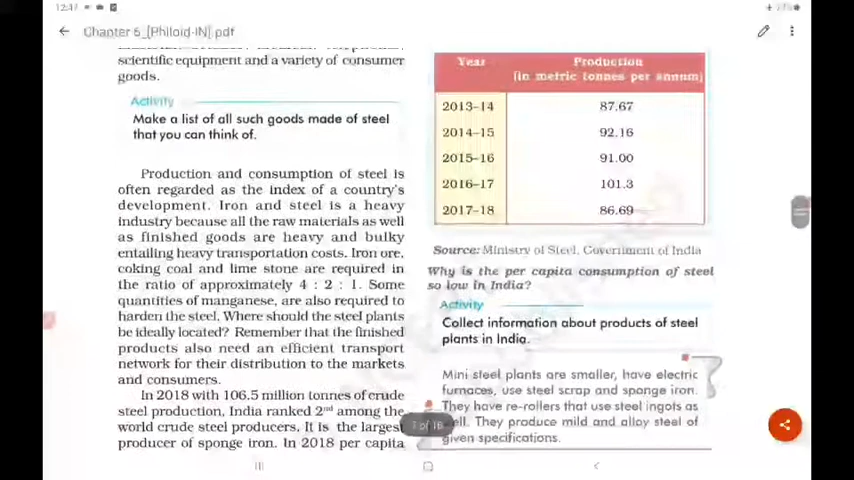 12:47
Chapter 6_[Philoid-IN].pdf
scientific equipment and a variety of consumer
goods.
Activity
Make a list of all such goods made of steel
that you can think of.
Production and consumption of steel is
often regarded as the index of a country's
development. Iron and steel is a heavy
industry because all the raw materials as well
as finished goods are heavy and bulky
entailing heavy transportation costs. Iron ore,
coking coal and lime stone are required in
the ratio of approximately 4 : 2 : 1. Some
quantities of manganese, are also required to
harden the steel. Where should the steel plants
be ideally located? Remember that the finished
products also need an efficient transport
network for their distribution to the markets
and consumers.
In 2018 with 106.5 million tonnes of crude
steel production, India ranked 2nd among the
world crude steel producers. It is the largest
producer of sponge iron. In 2018 per capita
Year Production
(in metric tonnes per annum)
2013-14 87.67
2014-15 92.16
2015-16 91.00
2016-17 101.3
2017-18 86.69
Source: Ministry of Steel, Government of India
Why is the per capita consumption of steel
so low in India?
Activity
Collect information about products of steel
plants in India.
Mini steel plants are smaller, have electric
furnaces, use steel scrap and sponge iron.
They have re-rollers that use steel ingots as
well. They produce mild and alloy steel of
given specifications.
7 of 18